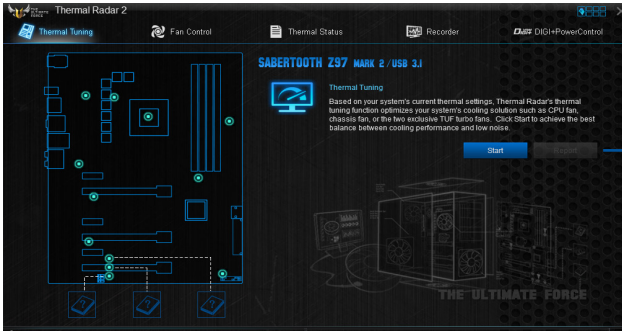 THE ULTIMATE FORCE
Thermal Radar 2
Thermal Tuning
Fan Control
Thermal Status
Recorder
DIGI+PowerControl
SABERTOOTH Z97 MARK 2/USB 3.1
Thermal Tuning
Based on your system's current thermal settings, Thermal Radar's thermal
tuning function optimizes your system's cooling solution such as CPU fan,
chassis fan, or the two exclusive TUF turbo fans. Click Start to achieve the best
balance between cooling performance and low noise.
Start
THE ULTIMATE FORCE